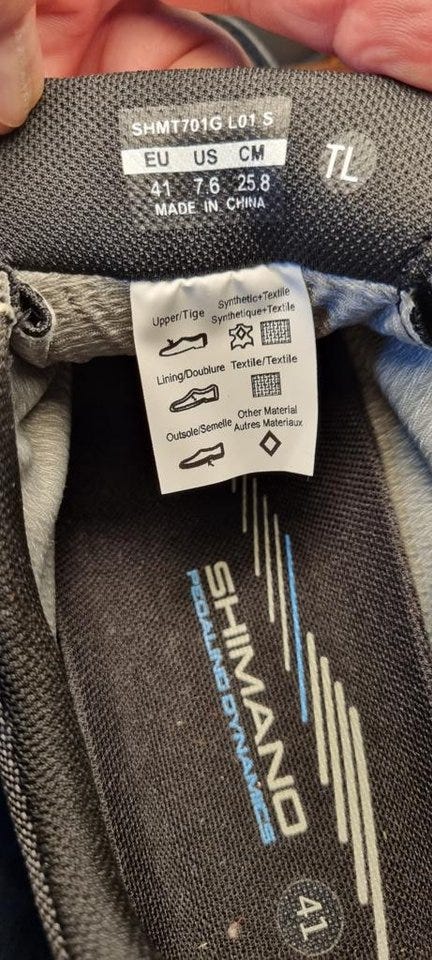 SHMT701G L01 S
EU US CM
41 7.6 25.8
MADE IN CHINA
TL
Upper/Tige Synthetic+Textile
Synthetique+Textile
Lining/Doublure Textile/Textile
Outsole/Semelle Other Material
Autres Materiaux
SHIMANO
PEDALING DYNAMICS
41